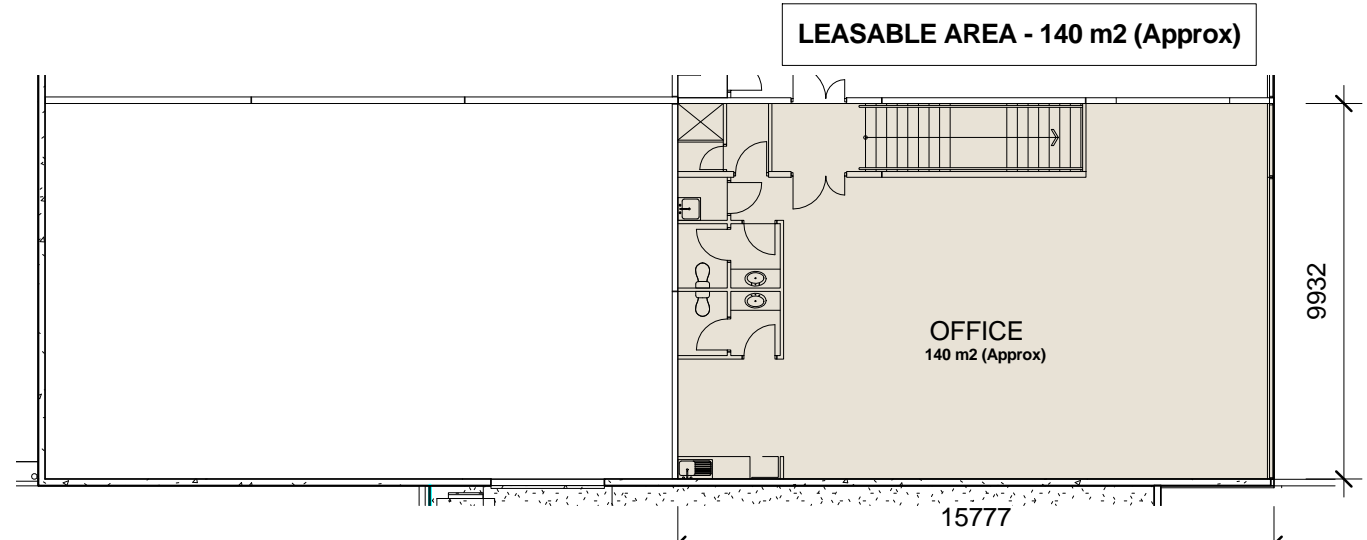 LEASABLE AREA - 140 m2 (Approx)
9932
OFFICE
140 m2 (Approx)
15777